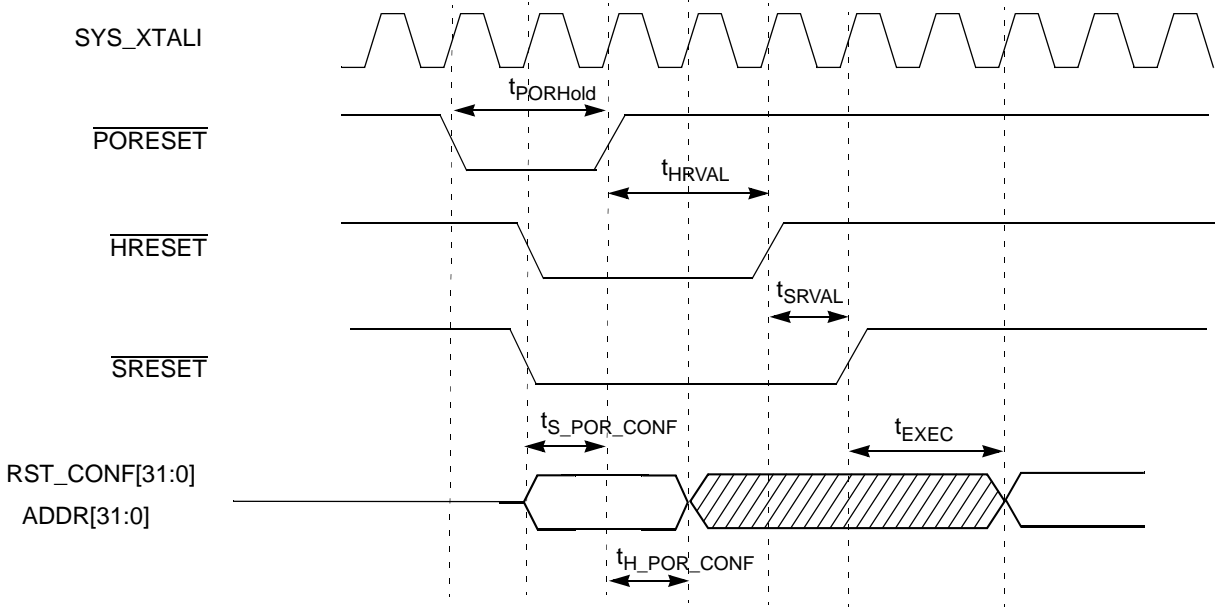 SYS_XTALI
tPORHold
PORESET
tHRVAL
HRESET
tSRVAL
SRESET
tS_POR_CONF
tEXEC
RST_CONF[31:0]
ADDR[31:0]
tH_POR_CONF